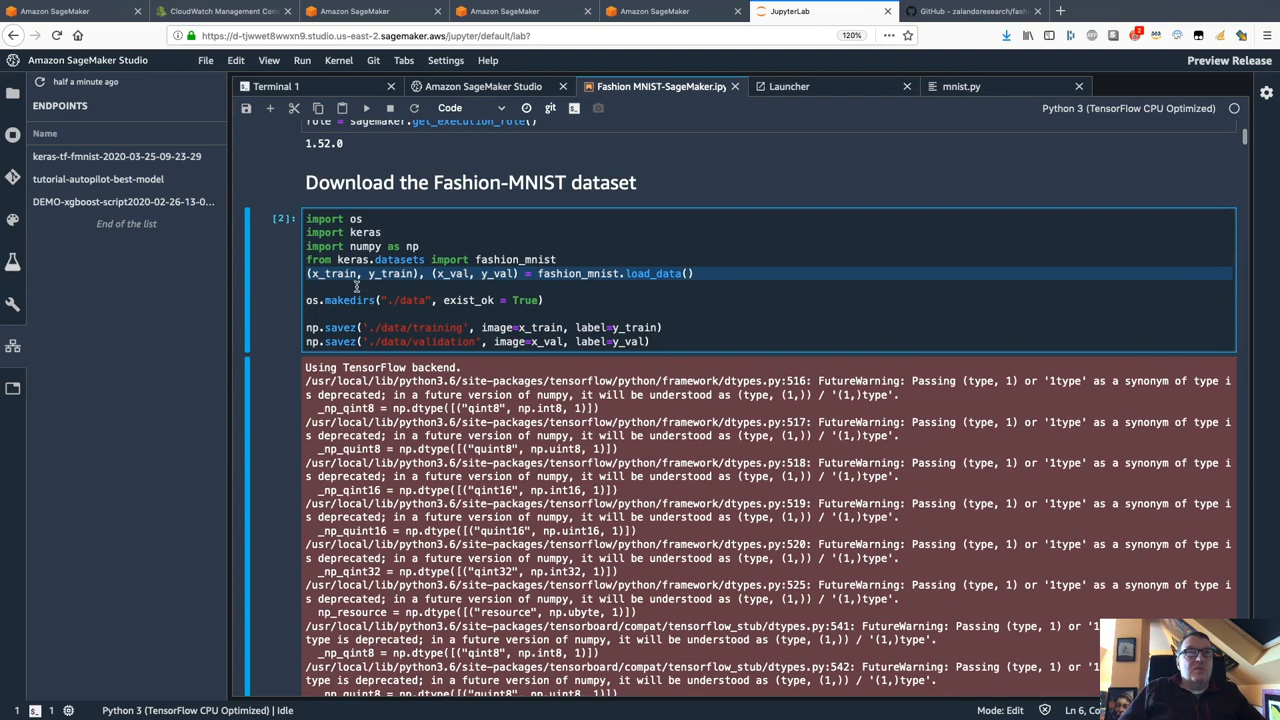 Amazon SageMaker
CloudWatch Management Con
Amazon SageMaker
Amazon SageMaker
Amazon SageMaker
JupyterLab
GitHub - zalandoresearch/fash
https://d-tjwwet8wwxn9.studio.us-east-2.sagemaker.aws/jupyter/default/lab?
120%
Amazon SageMaker Studio
File Edit View Run Kernel Git Tabs Settings Help
Preview Release
half a minute ago
Terminal 1
Amazon SageMaker Studio
Fashion MNIST-SageMaker.ipy
Launcher
mnist.py
ENDPOINTS
Code
git
Python 3 (TensorFlow CPU Optimized)
Name
keras-tf-fmnist-2020-03-25-09-23-29
tutorial-autopilot-best-model
DEMO-xgboost-script2020-02-26-13-0...
End of the list
role = sagemaker.get_execution_role()
1.52.0
Download the Fashion-MNIST dataset
[2]:
import os
import keras
import numpy as np
from keras.datasets import fashion_mnist
(x_train, y_train), (x_val, y_val) = fashion_mnist.load_data()
os.makedirs("./data", exist_ok = True)
np.savez('./data/training', image=x_train, label=y_train)
np.savez('./data/validation', image=x_val, label=y_val)
Using TensorFlow backend.
/usr/local/lib/python3.6/site-packages/tensorflow/python/framework/dtypes.py:516: FutureWarning: Passing (type, 1) or '1type' as a synonym of type i
s deprecated; in a future version of numpy, it will be understood as (type, (1,)) / '(1,)type'.
_np_qint8 = np.dtype([("qint8", np.int8, 1)])
/usr/local/lib/python3.6/site-packages/tensorflow/python/framework/dtypes.py:517: FutureWarning: Passing (type, 1) or '1type' as a synonym of type i
s deprecated; in a future version of numpy, it will be understood as (type, (1,)) / '(1,)type'.
_np_quint8 = np.dtype([("quint8", np.uint8, 1)])
/usr/local/lib/python3.6/site-packages/tensorflow/python/framework/dtypes.py:518: FutureWarning: Passing (type, 1) or '1type' as a synonym of type i
s deprecated; in a future version of numpy, it will be understood as (type, (1,)) / '(1,)type'.
_np_qint16 = np.dtype([("qint16", np.int16, 1)])
/usr/local/lib/python3.6/site-packages/tensorflow/python/framework/dtypes.py:519: FutureWarning: Passing (type, 1) or '1type' as a synonym of type i
s deprecated; in a future version of numpy, it will be understood as (type, (1,)) / '(1,)type'.
_np_quint16 = np.dtype([("quint16", np.uint16, 1)])
/usr/local/lib/python3.6/site-packages/tensorflow/python/framework/dtypes.py:520: FutureWarning: Passing (type, 1) or '1type' as a synonym of type i
s deprecated; in a future version of numpy, it will be understood as (type, (1,)) / '(1,)type'.
_np_qint32 = np.dtype([("qint32", np.int32, 1)])
/usr/local/lib/python3.6/site-packages/tensorflow/python/framework/dtypes.py:525: FutureWarning: Passing (type, 1) or '1type' as a synonym of type i
s deprecated; in a future version of numpy, it will be understood as (type, (1,)) / '(1,)type'.
np_resource = np.dtype([("resource", np.ubyte, 1)])
/usr/local/lib/python3.6/site-packages/tensorboard/compat/tensorflow_stub/dtypes.py:541: FutureWarning: Passing (type, 1) or '1
type is deprecated; in a future version of numpy, it will be understood as (type, (1,)) / '(1,)type'.
_np_qint8 = np.dtype([("qint8", np.int8, 1)])
/usr/local/lib/python3.6/site-packages/tensorboard/compat/tensorflow_stub/dtypes.py:542: FutureWarning: Passing (type, 1) or '1
type is deprecated; in a future version of numpy, it will be understood as (type, (1,)) / '(1,)type'.
_np_quint8 = np.dtype([("quint8", np.uint8, 1)])
1
1
Python 3 (TensorFlow CPU Optimized) | Idle
Mode: Edit
Ln 6, Co